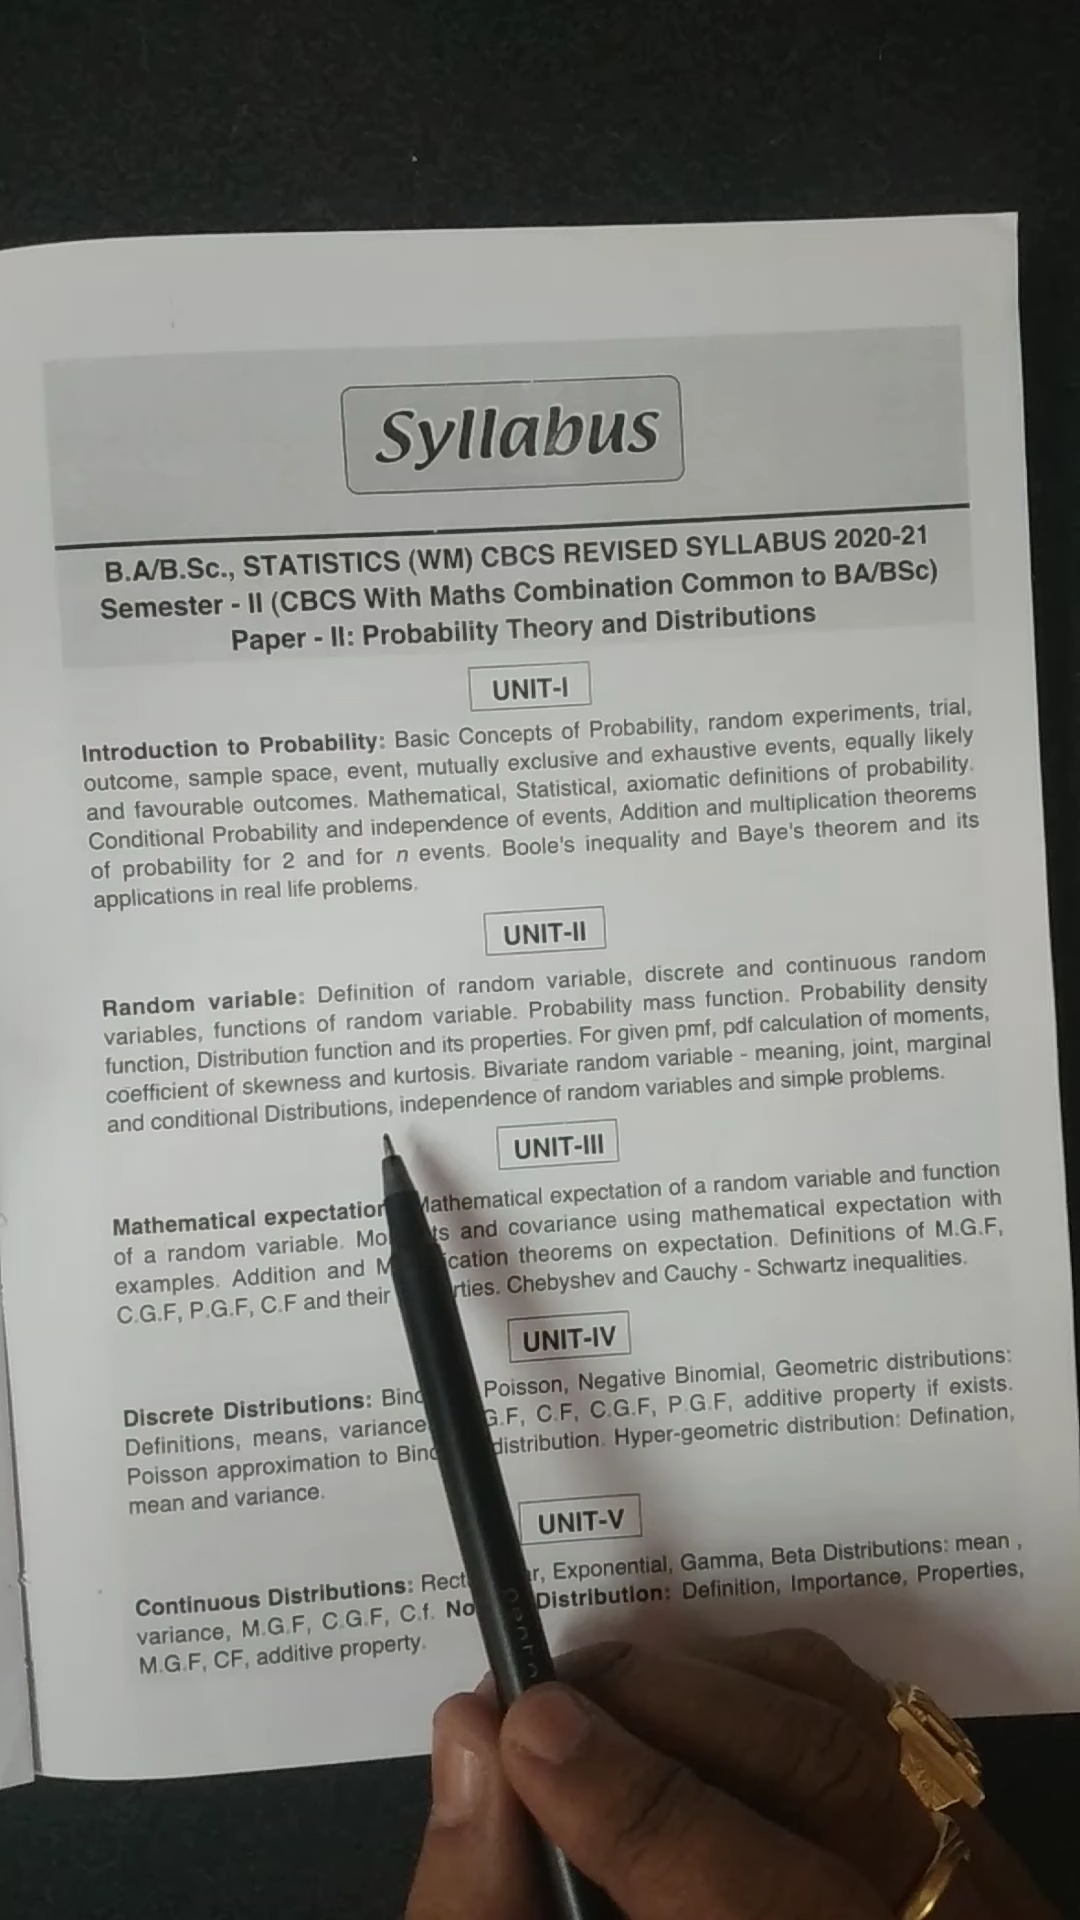 Syllabus
B.A/B.Sc., STATISTICS (WM) CBCS REVISED SYLLABUS 2020-21
Semester - II (CBCS With Maths Combination Common to BA/BSc)
Paper - II: Probability Theory and Distributions
UNIT-I
Introduction to Probability: Basic Concepts of Probability, random experiments, trial,
outcome, sample space, event, mutually exclusive and exhaustive events, equally likely
and favourable outcomes. Mathematical, Statistical, axiomatic definitions of probability.
Conditional Probability and independence of events, Addition and multiplication theorems
of probability for 2 and for n events. Boole's inequality and Baye's theorem and its
applications in real life problems.
UNIT-II
Random variable: Definition of random variable, discrete and continuous random
variables, functions of random variable. Probability mass function. Probability density
function, Distribution function and its properties. For given pmf, pdf calculation of moments,
coefficient of skewness and kurtosis. Bivariate random variable - meaning, joint, marginal
and conditional Distributions, independence of random variables and simple problems.
UNIT-III
Mathematical expectation Mathematical expectation of a random variable and function
of a random variable. and covariance using mathematical expectation with
examples. Addition and theorems on expectation. Definitions of M.G.F,
C.G.F, P.G.F, C.F and their Chebyshev and Cauchy - Schwartz inequalities.
UNIT-IV
Discrete Distributions: Poisson, Negative Binomial, Geometric distributions:
Definitions, means, variance G.F, C.F, C.G.F, P.G.F, additive property if exists.
Poisson approximation to distribution. Hyper-geometric distribution: Defination,
mean and variance.
UNIT-V
Continuous Distributions: Exponential, Gamma, Beta Distributions: mean ,
variance, M.G.F, C.G.F, C.f. Distribution: Definition, Importance, Properties,
M.G.F, CF, additive property.